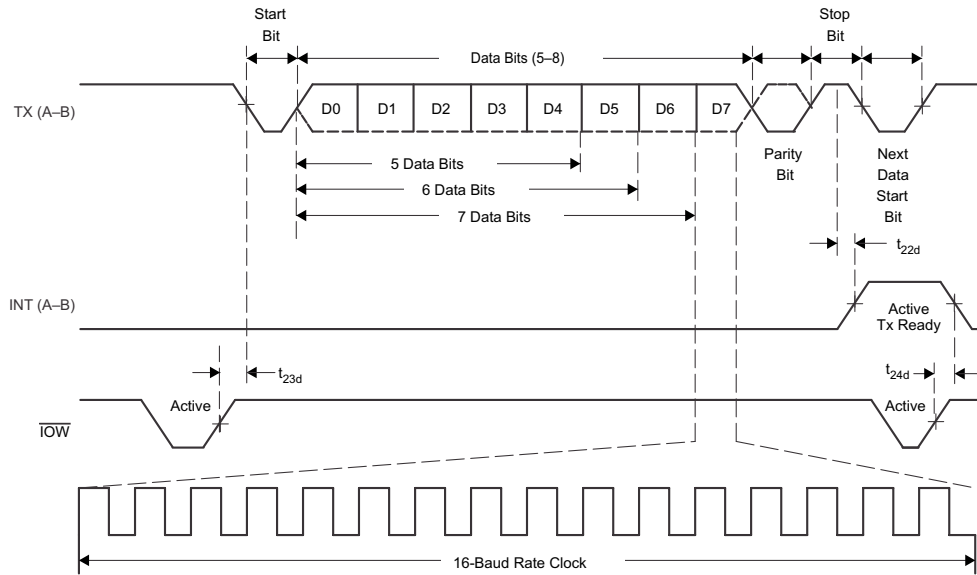 Start
Bit
Stop
Bit
Data Bits (5–8)
TX (A–B)
D0 D1 D2 D3 D4 D5 D6 D7
5 Data Bits
6 Data Bits
7 Data Bits
Parity
Bit
Next
Data
Start
Bit
t22d
INT (A–B)
Active
Tx Ready
t23d
t24d
Active
Active
IOW
16-Baud Rate Clock